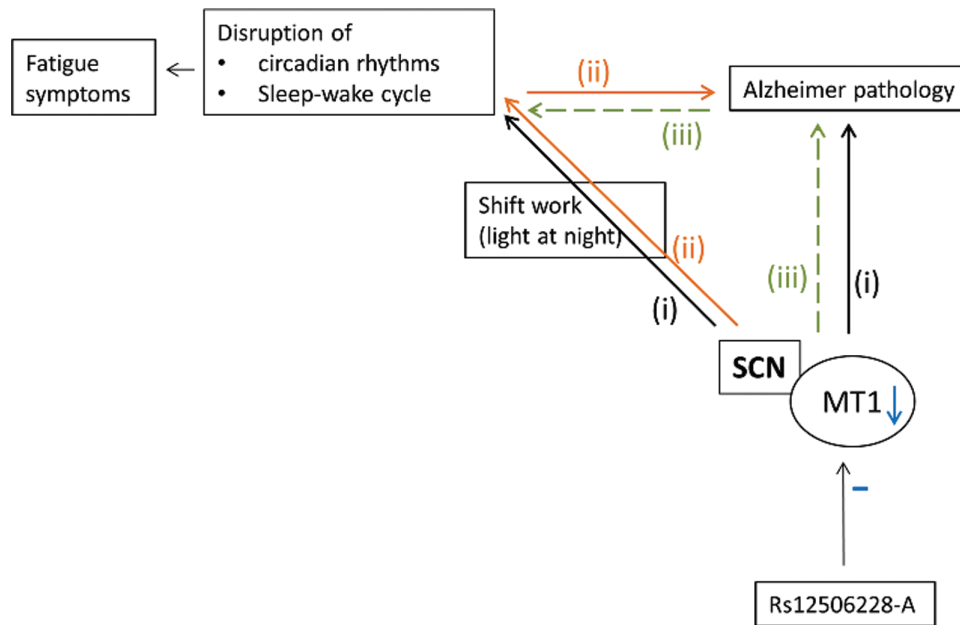 Disruption of
• circadian rhythms
• Sleep-wake cycle
Fatigue
symptoms
(ii)
Alzheimer pathology
(iii)
Shift work
(light at night)
(ii)
(iii)
(i)
(i)
SCN
MT1
–
Rs12506228-A